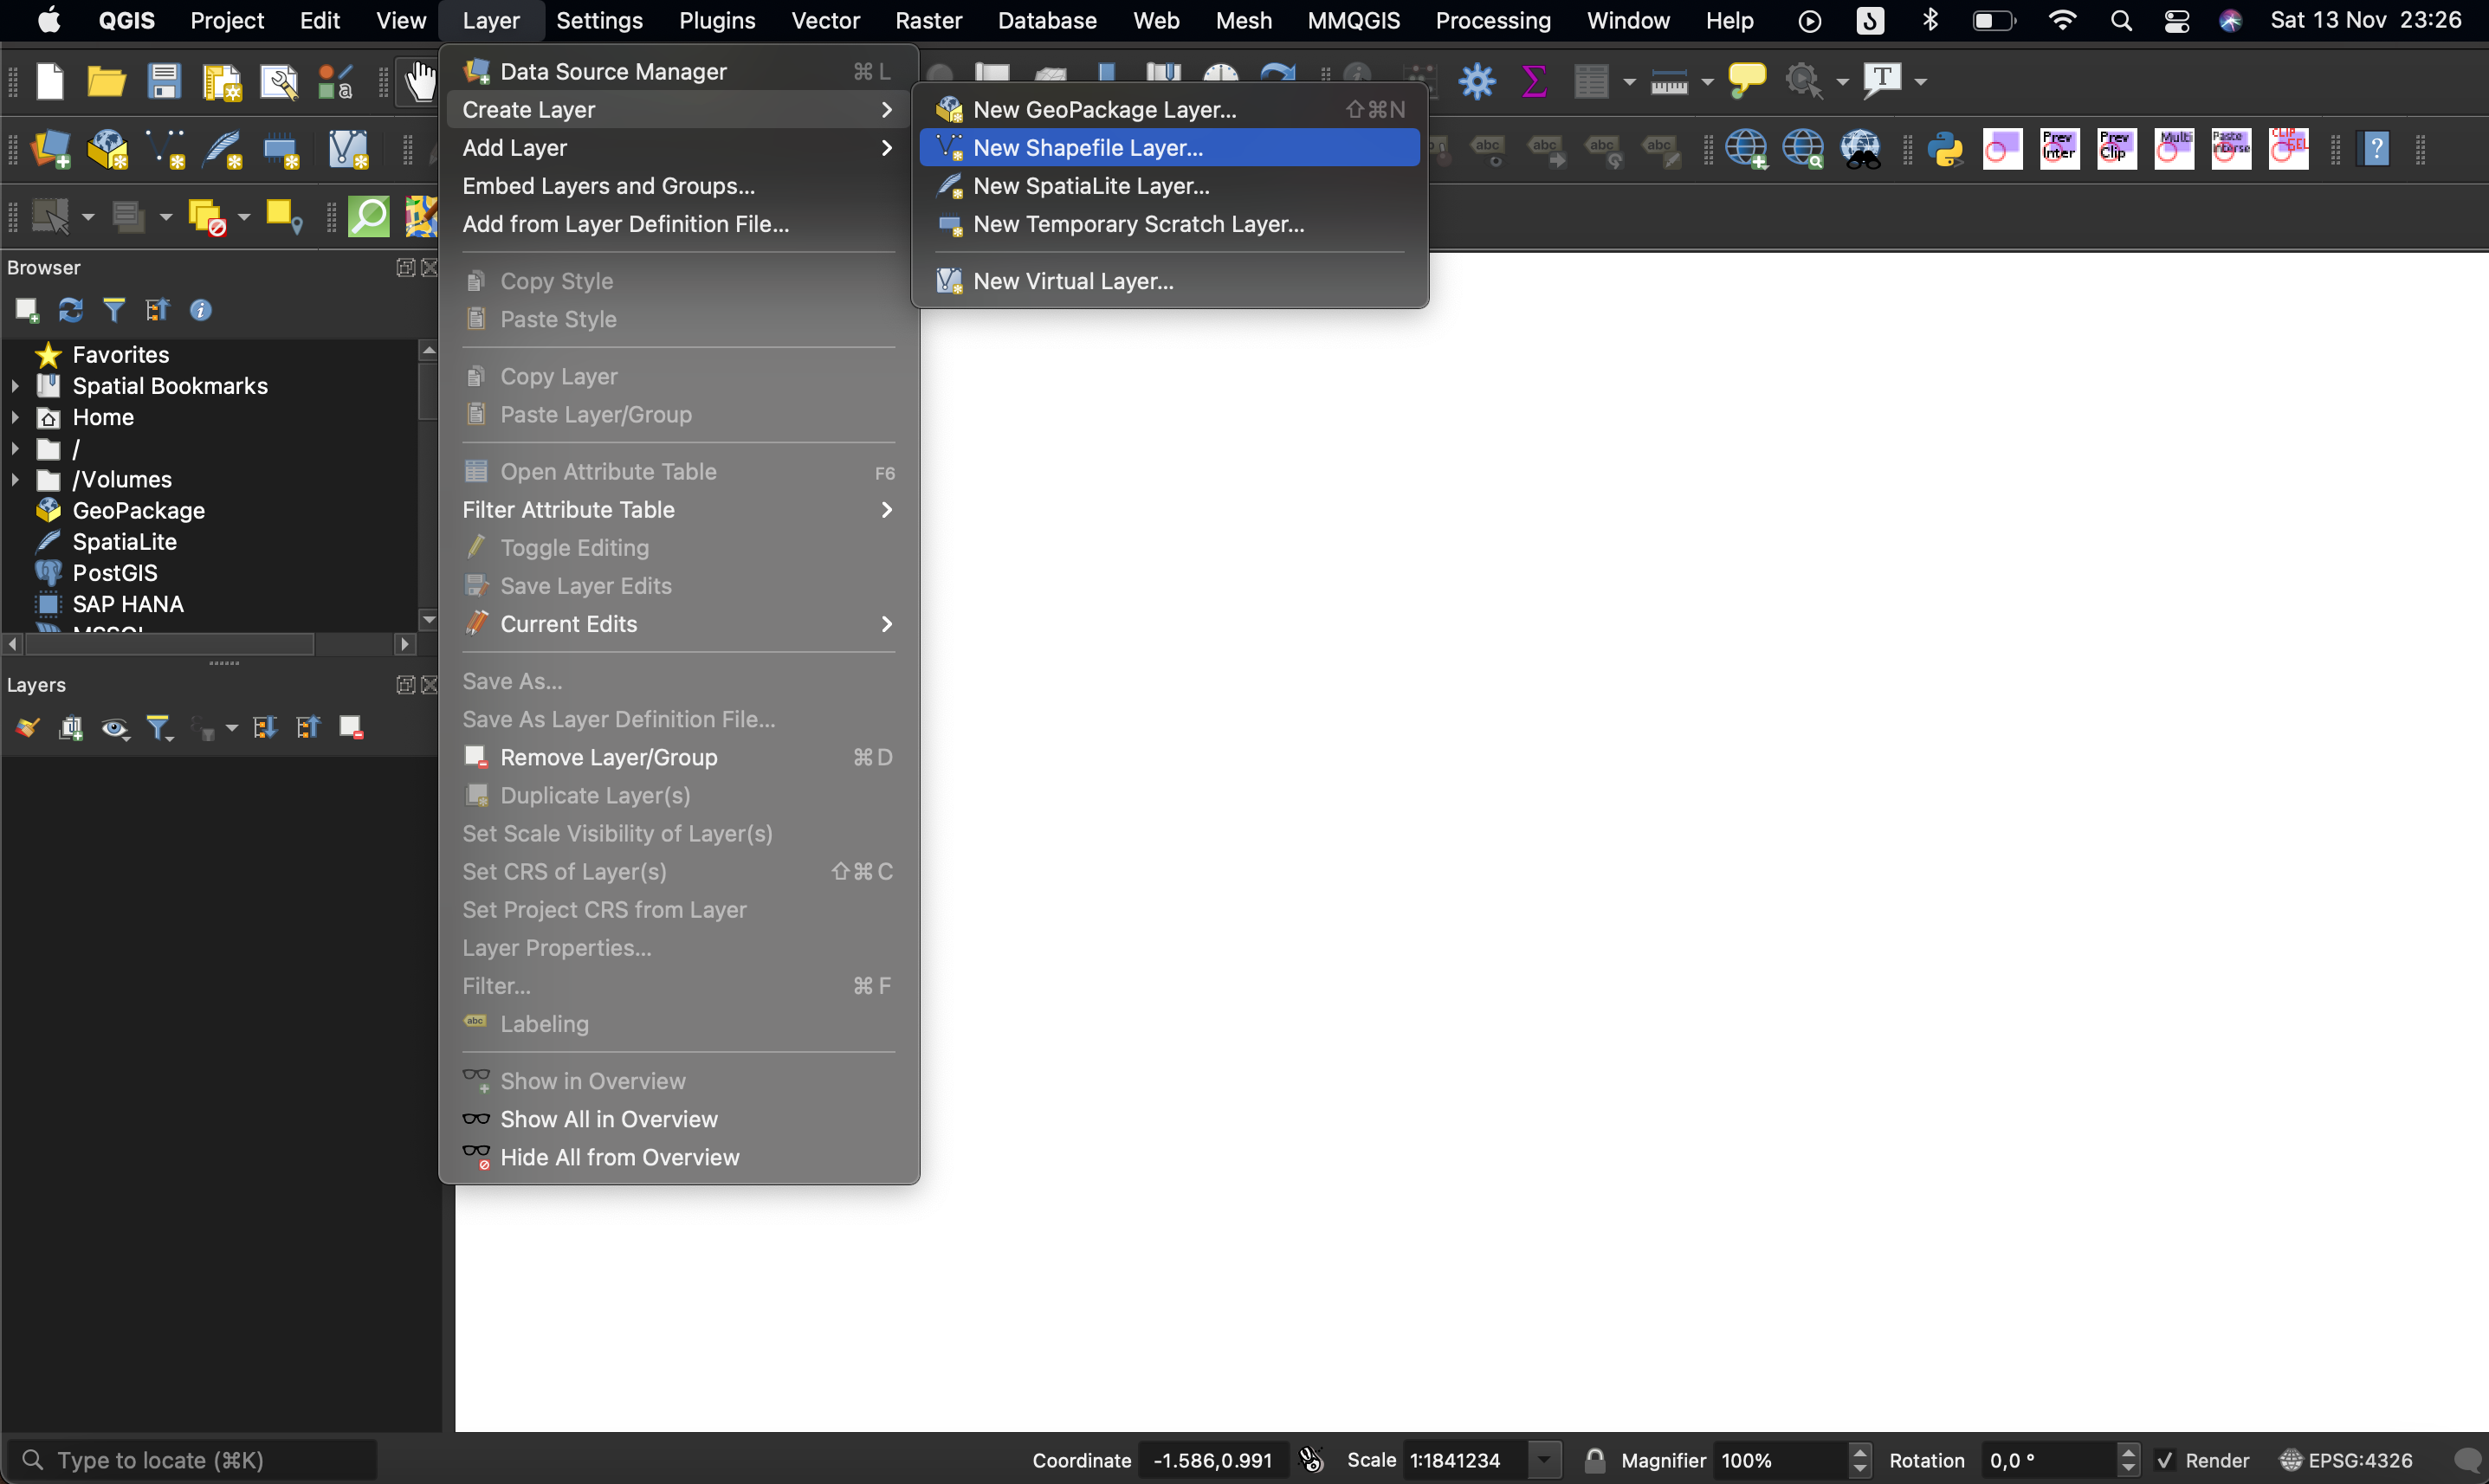 QGIS Project Edit View Layer Settings Plugins Vector Raster Database Web Mesh MMQGIS Processing Window Help Sat 13 Nov 23:26
Data Source Manager ⌘ L
Create Layer
Add Layer
Embed Layers and Groups...
Add from Layer Definition File...
Copy Style
Paste Style
Copy Layer
Paste Layer/Group
Open Attribute Table F6
Filter Attribute Table
Toggle Editing
Save Layer Edits
Current Edits
Save As...
Save As Layer Definition File...
Remove Layer/Group ⌘ D
Duplicate Layer(s)
Set Scale Visibility of Layer(s)
Set CRS of Layer(s) ⇧ ⌘ C
Set Project CRS from Layer
Layer Properties...
Filter... ⌘ F
abc Labeling
Show in Overview
Show All in Overview
Hide All from Overview
New GeoPackage Layer... ⇧⌘N
New Shapefile Layer...
New SpatiaLite Layer...
New Temporary Scratch Layer...
New Virtual Layer...
a
T
abc abc abc abc
Prev Inter
Prev Clip
Multi
Paste
CLIP SEL
?
Browser
Favorites
Spatial Bookmarks
Home
/
/Volumes
GeoPackage
SpatiaLite
PostGIS
SAP HANA
Layers
Type to locate (⌘K)
Coordinate -1.586,0.991 Scale 1:1841234 Magnifier 100% Rotation 0,0 ° Render EPSG:4326